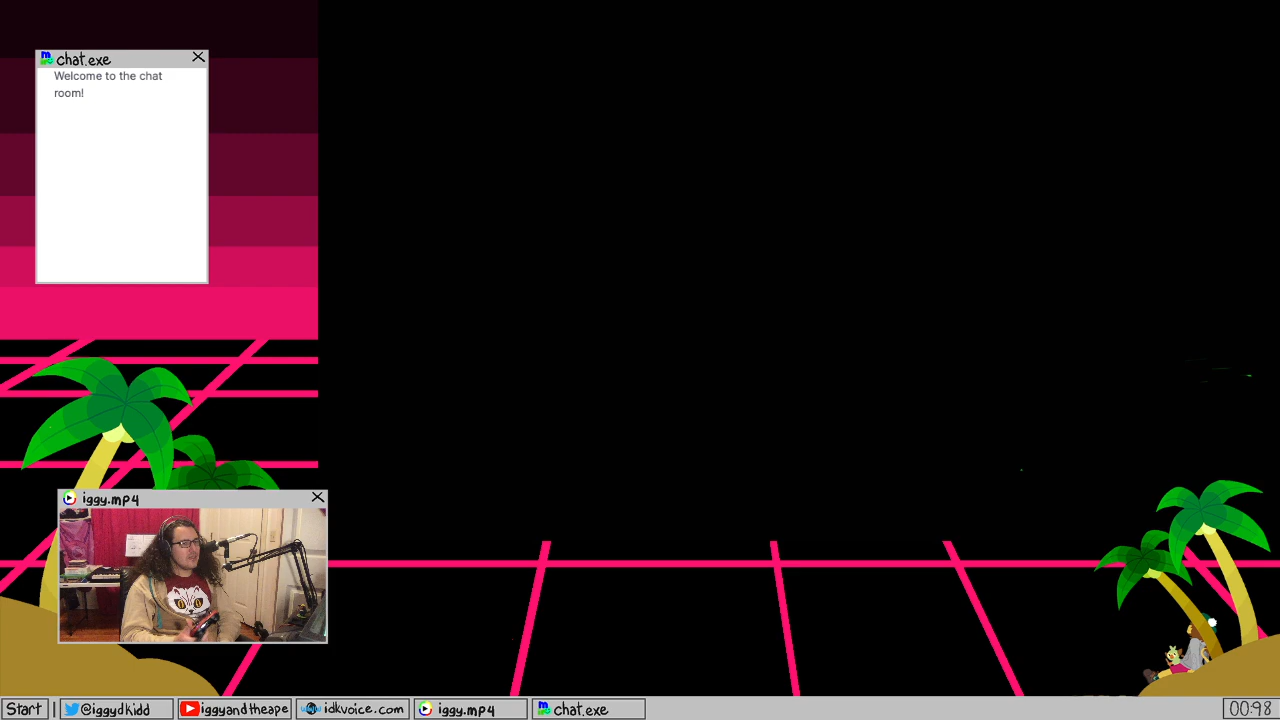 chat.exe
Welcome to the chat
room!
iggy.mp4
Start
@iggydkidd
iggyandtheape
www
idkvoice.com
iggy.mp4
chat.exe
00:98